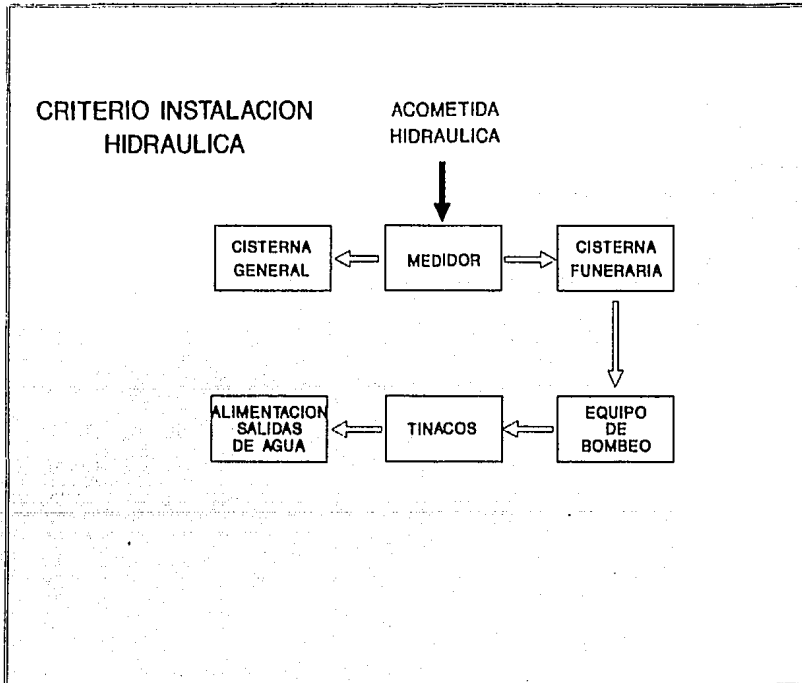 CRITERIO INSTALACION
HIDRAULICA
ACOMETIDA
HIDRAULICA
CISTERNA
GENERAL
MEDIDOR
CISTERNA
FUNERARIA
ALIMENTACION
SALIDAS
DE AGUA
TINACOS
EQUIPO
DE
BOMBEO